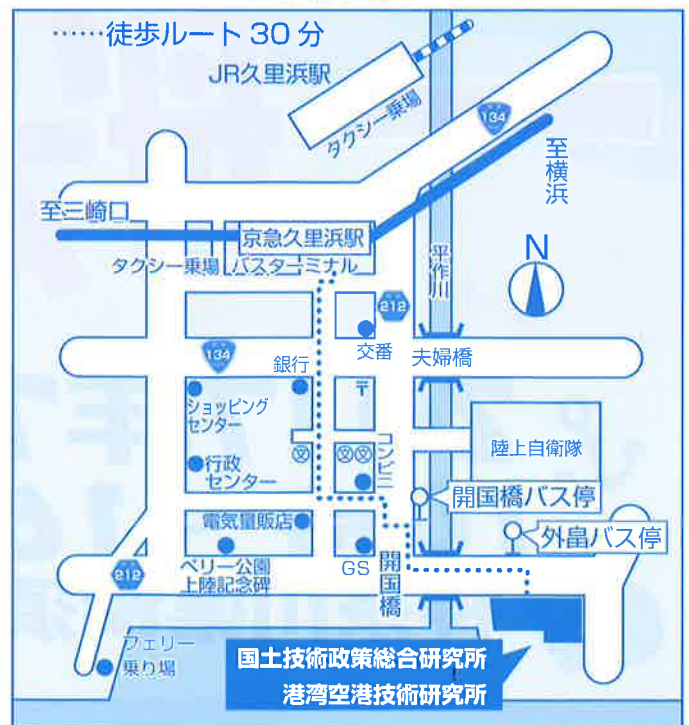 ……徒歩ルート 30 分
JR久里浜駅
タクシー乗場
134
至横浜
至三崎口
京急久里浜駅
タクシー乗場
バスターミナル
平作川
N
212
134
銀行
交番
夫婦橋
ショッピング
センター
〒
行政
センター
文
文文
コンビニ
陸上自衛隊
開国橋バス停
電気量販店
外畠バス停
ペリー公園
上陸記念碑
GS
開国橋
212
フェリー
乗り場
国土技術政策総合研究所
港湾空港技術研究所